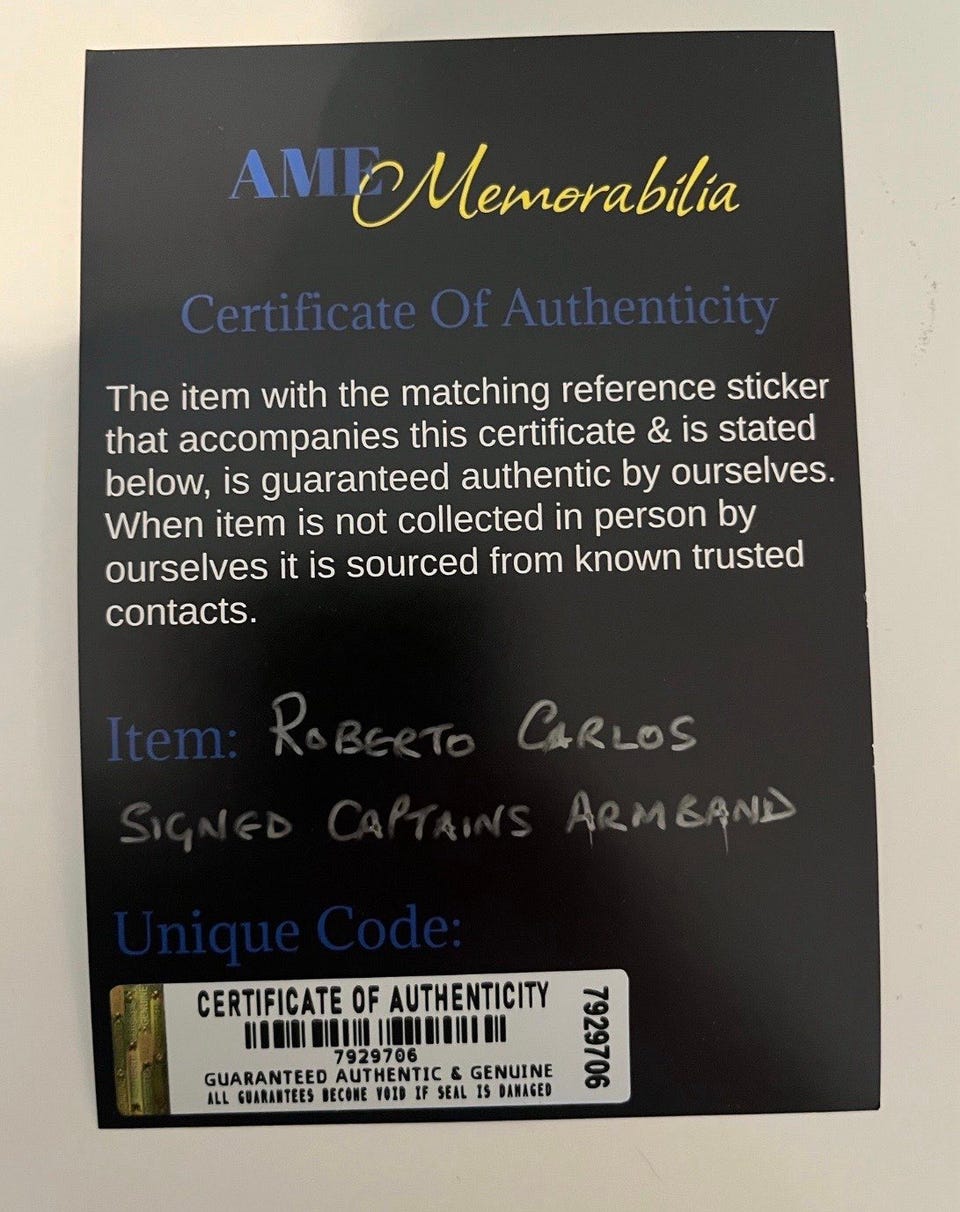 AME Memorabilia
Certificate Of Authenticity
The item with the matching reference sticker
that accompanies this certificate & is stated
below, is guaranteed authentic by ourselves.
When item is not collected in person by
ourselves it is sourced from known trusted
contacts.
Item: ROBERTO CARLOS
SIGNED CAPTAINS ARMBAND
Unique Code:
CERTIFICATE OF AUTHENTICITY
7929706
GUARANTEED AUTHENTIC & GENUINE
ALL GUARANTEES BECOME VOID IF SEAL IS DAMAGED
7929706